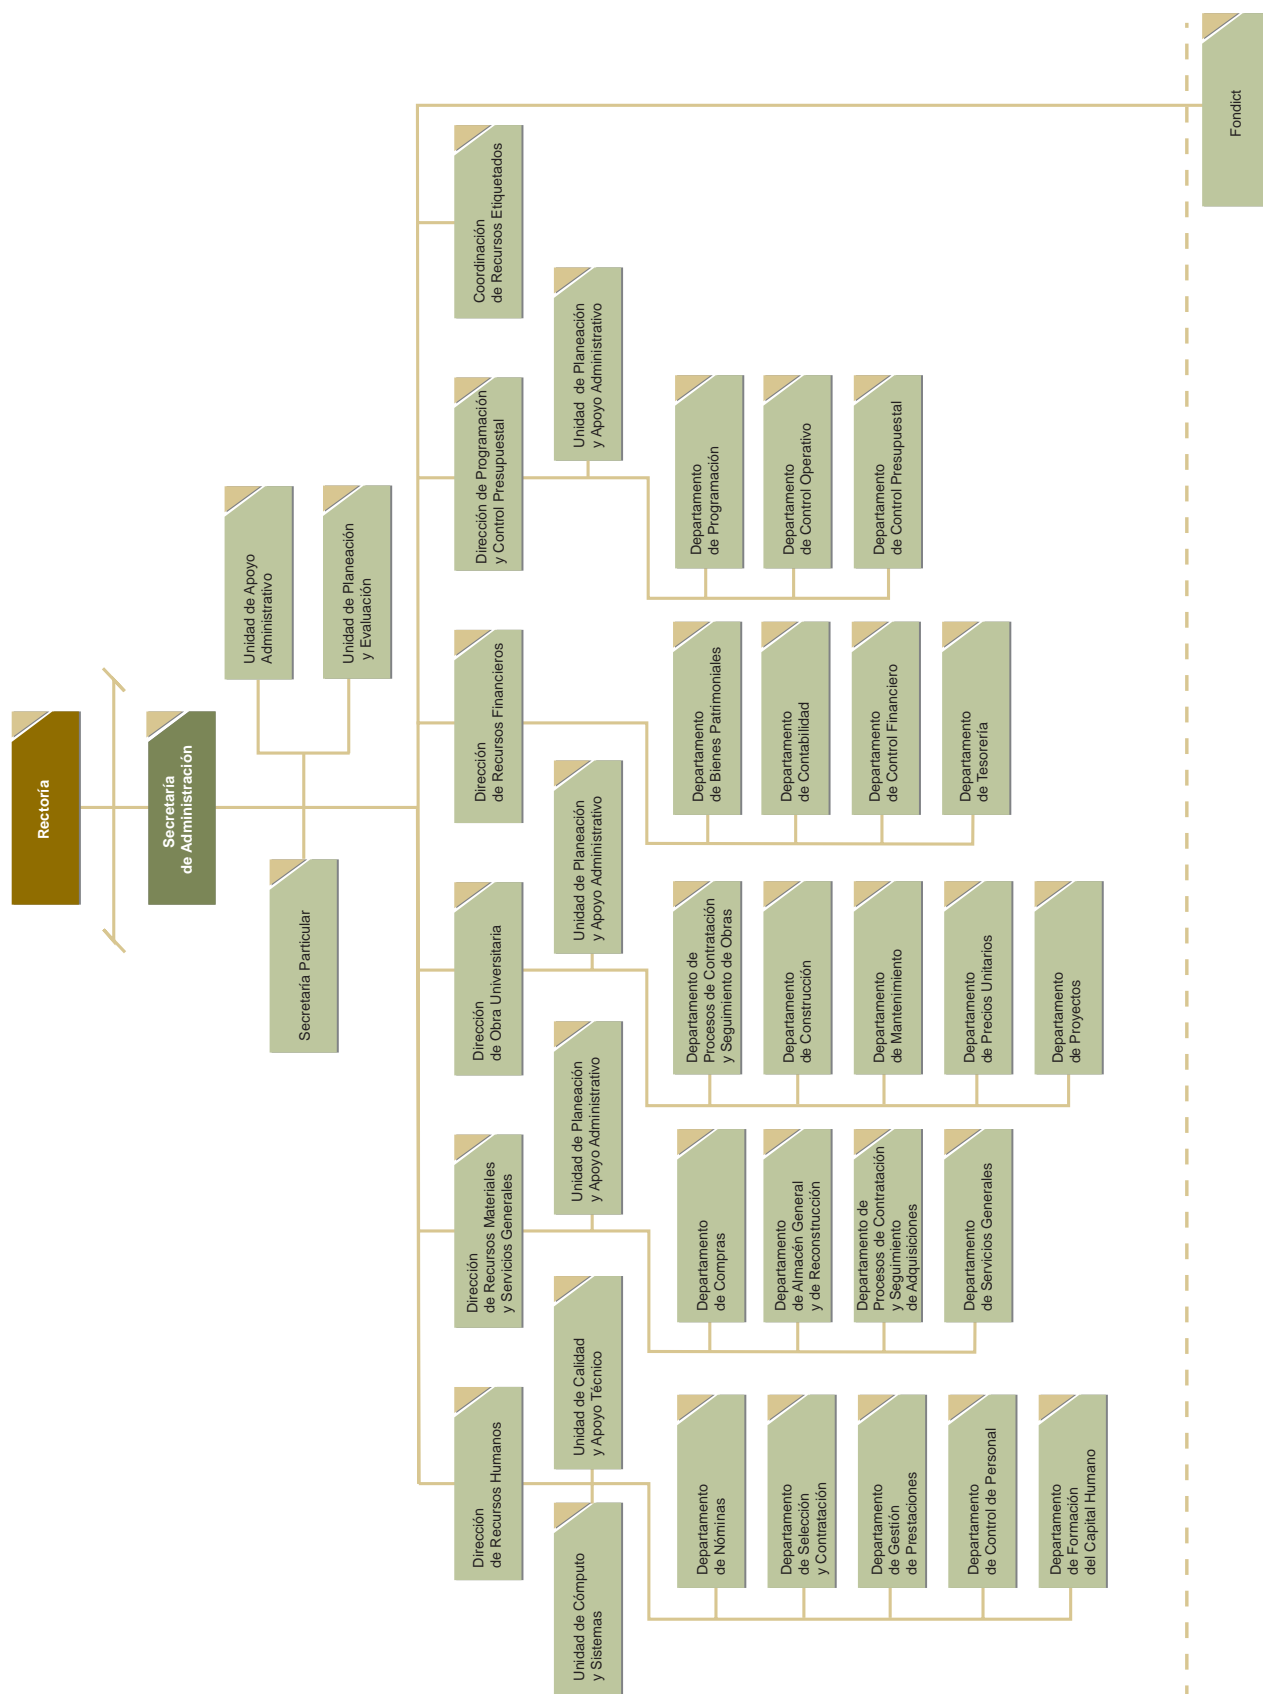 Rectoría
Secretaría
de Administración
Secretaría Particular
Unidad de Apoyo
Administrativo
Unidad de Planeación
y Evaluación
Dirección
de Recursos Humanos
Unidad de Cómputo
y Sistemas
Unidad de Calidad
y Apoyo Técnico
Departamento
de Nóminas
Departamento
de Selección
y Contratación
Departamento
de Gestión
de Prestaciones
Departamento
de Control de Personal
Departamento
de Formación
del Capital Humano
Dirección
de Recursos Materiales
y Servicios Generales
Unidad de Planeación
y Apoyo Administrativo
Departamento
de Compras
Departamento
de Almacén General
y de Reconstrucción
Departamento de
Procesos de Contratación
y Seguimiento
de Adquisiciones
Departamento
de Servicios Generales
Dirección
de Obra Universitaria
Unidad de Planeación
y Apoyo Administrativo
Departamento de
Procesos de Contratación
y Seguimiento de Obras
Departamento
de Construcción
Departamento
de Mantenimiento
Departamento
de Precios Unitarios
Departamento
de Proyectos
Dirección
de Recursos Financieros
Departamento
de Bienes Patrimoniales
Departamento
de Contabilidad
Departamento
de Control Financiero
Departamento
de Tesorería
Dirección de Programación
y Control Presupuestal
Unidad de Planeación
y Apoyo Administrativo
Departamento
de Programación
Departamento
de Control Operativo
Departamento
de Control Presupuestal
Coordinación
de Recursos Etiquetados
Fondict